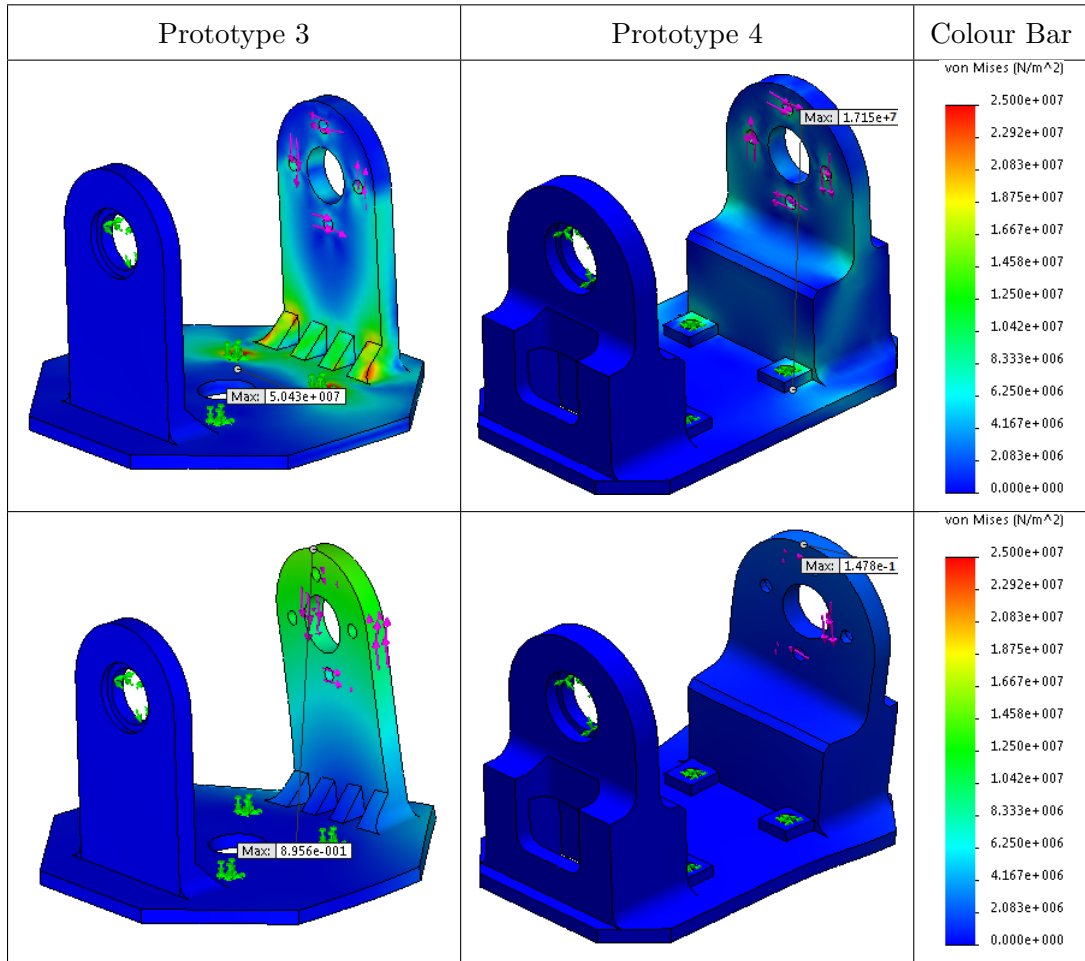 Prototype 3 Prototype 4 Colour Bar
Max: 5.043e+007
Max: 1.715e+7
von Mises (N/m^2)
2.500e+007
2.292e+007
2.083e+007
1.875e+007
1.667e+007
1.458e+007
1.250e+007
1.042e+007
8.333e+006
6.250e+006
4.167e+006
2.083e+006
0.000e+000
Max: 8.956e-001
Max: 1.478e-1
von Mises (N/m^2)
2.500e+007
2.292e+007
2.083e+007
1.875e+007
1.667e+007
1.458e+007
1.250e+007
1.042e+007
8.333e+006
6.250e+006
4.167e+006
2.083e+006
0.000e+000